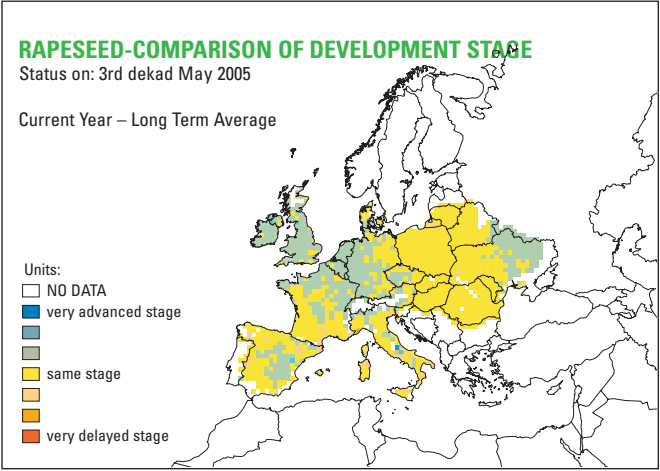 RAPESEED-COMPARISON OF DEVELOPMENT STAGE
Status on: 3rd dekad May 2005
Current Year – Long Term Average
Units:
NO DATA
very advanced stage
same stage
very delayed stage